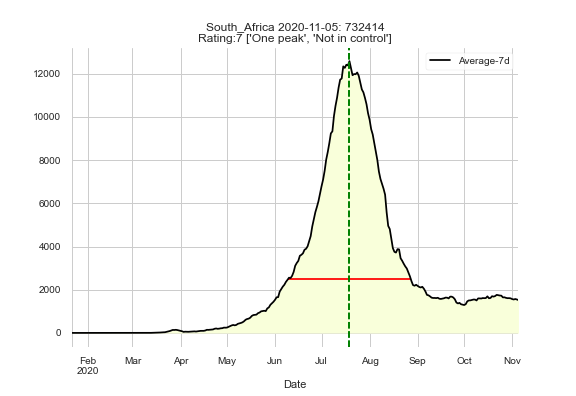 South_Africa 2020-11-05: 732414
Rating:7 ['One peak', 'Not in control']
Average-7d
12000
10000
8000
6000
4000
2000
0
Feb Mar Apr May Jun Jul Aug Sep Oct Nov
2020
Date